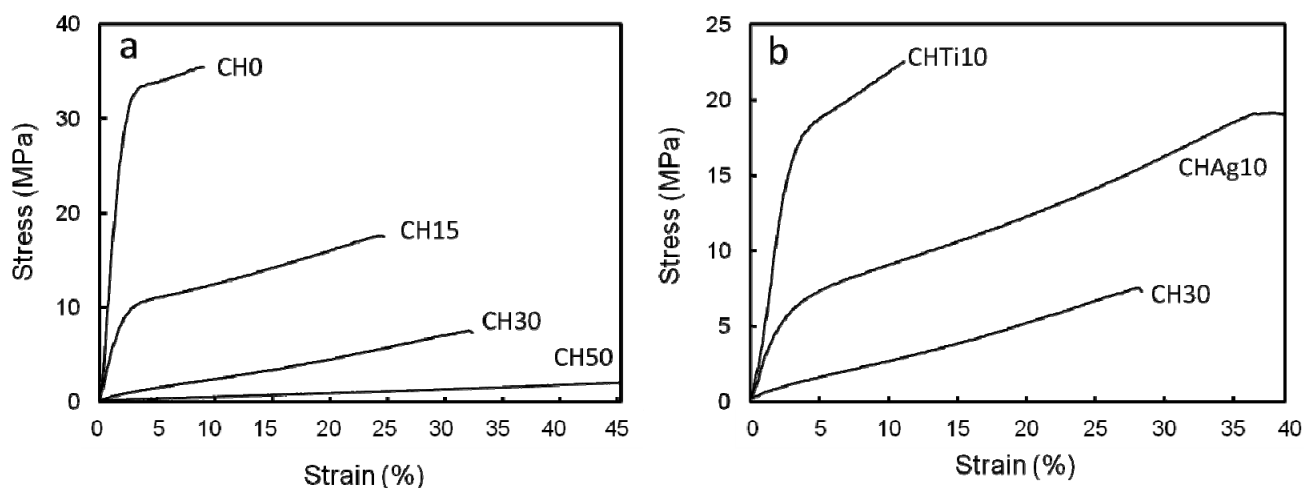 a
Stress (MPa)
40
30
20
10
0
CH0
CH15
CH30
CH50
0 5 10 15 20 25 30 35 40 45
Strain (%)
b
Stress (MPa)
25
20
15
10
5
0
CHTi10
CHAg10
CH30
0 5 10 15 20 25 30 35 40
Strain (%)